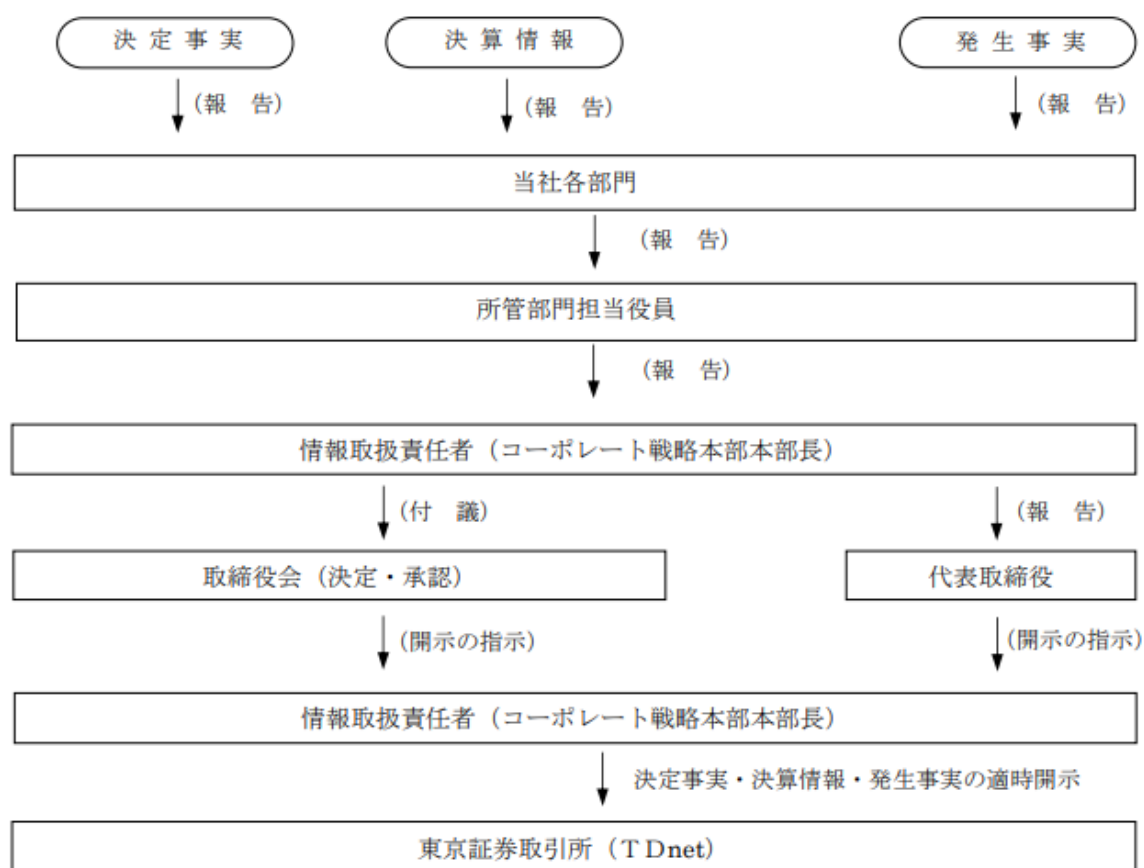 決 定 事 実
決 算 情 報
発 生 事 実
(報　告)
(報　告)
(報　告)
当社各部門
(報　告)
所管部門担当役員
(報　告)
情報取扱責任者（コーポレート戦略本部本部長）
(付　議)
(報　告)
取締役会（決定・承認）
代表取締役
(開示の指示)
(開示の指示)
情報取扱責任者（コーポレート戦略本部本部長）
決定事実・決算情報・発生事実の適時開示
東京証券取引所（ＴＤnet）